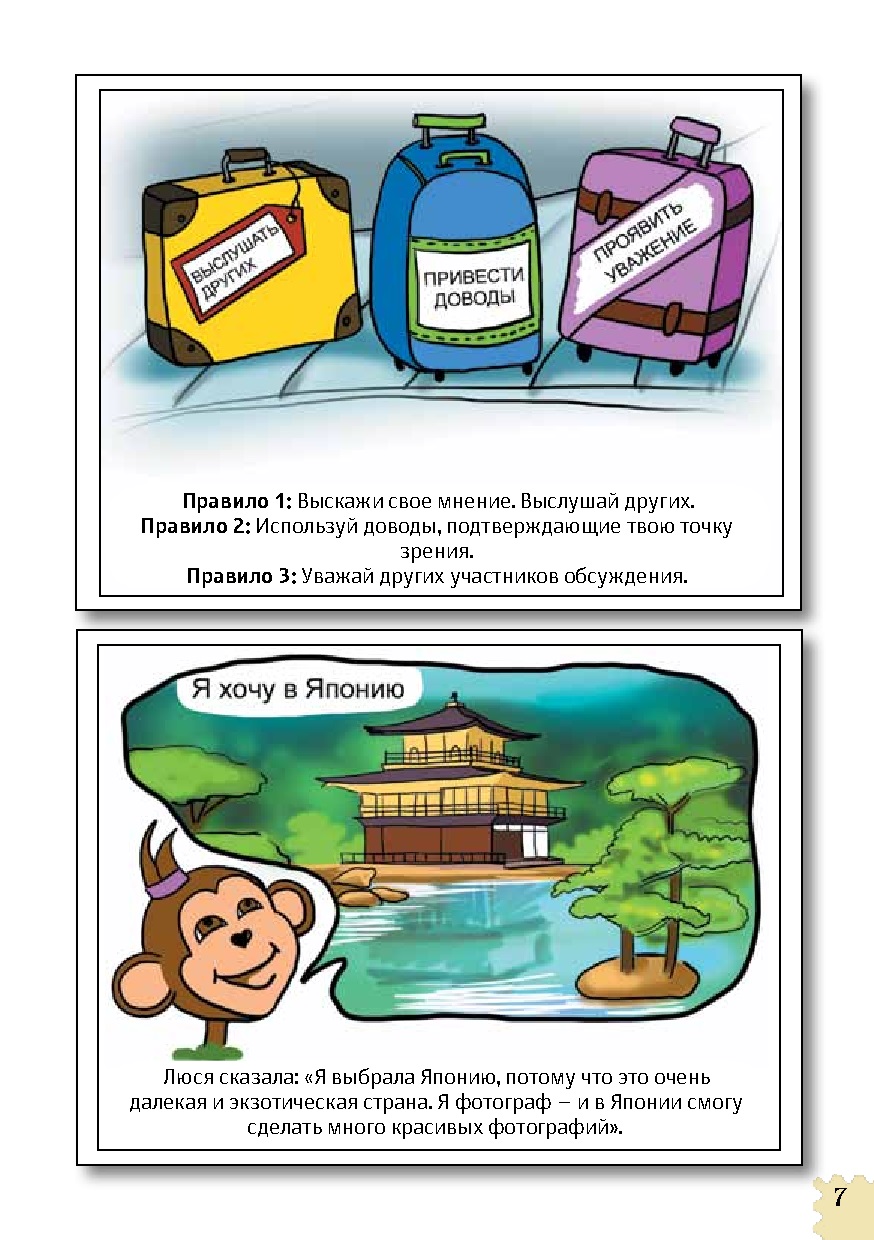 ВЫСЛУШАТЬ
ДРУГИХ
ПРИВЕСТИ
ДОВОДЫ
ПРОЯВИТЬ
УВАЖЕНИЕ
Правило 1: Выскажи свое мнение. Выслушай других.
Правило 2: Используй доводы, подтверждающие твою точку
зрения.
Правило 3: Уважай других участников обсуждения.
Я хочу в Японию
Люся сказала: «Я выбрала Японию, потому что это очень
далекая и экзотическая страна. Я фотограф – и в Японии смогу
сделать много красивых фотографий».
7